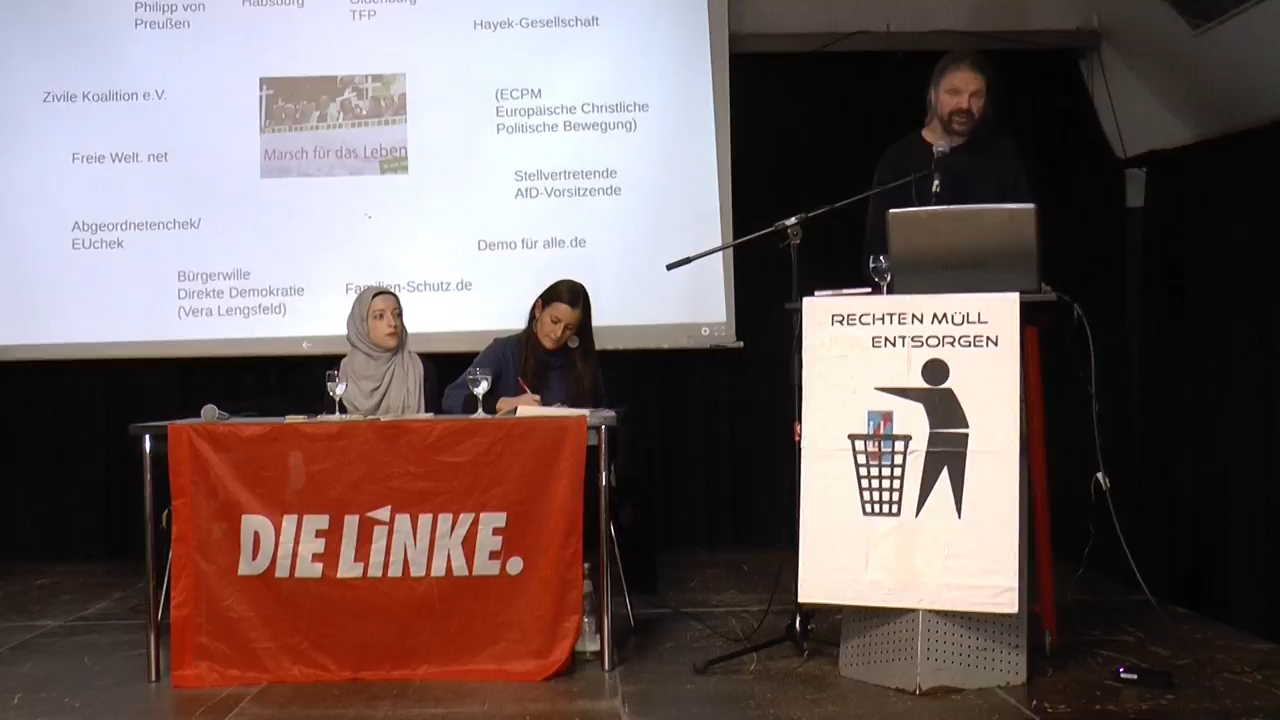 Philipp von
Preußen
Habsburg
Oldenburg
TFP
Hayek-Gesellschaft
Zivile Koalition e.V.
(ECPM
Europäische Christliche
Politische Bewegung)
Marsch für das Leben
Freie Welt. net
Stellvertretende
AfD-Vorsitzende
Abgeordnetenchek/
EUchek
Demo für alle.de
Bürgerwille
Direkte Demokratie
(Vera Lengsfeld)
Familien-Schutz.de
RECHTEN MÜLL
ENTSORGEN
DIE LINKE.